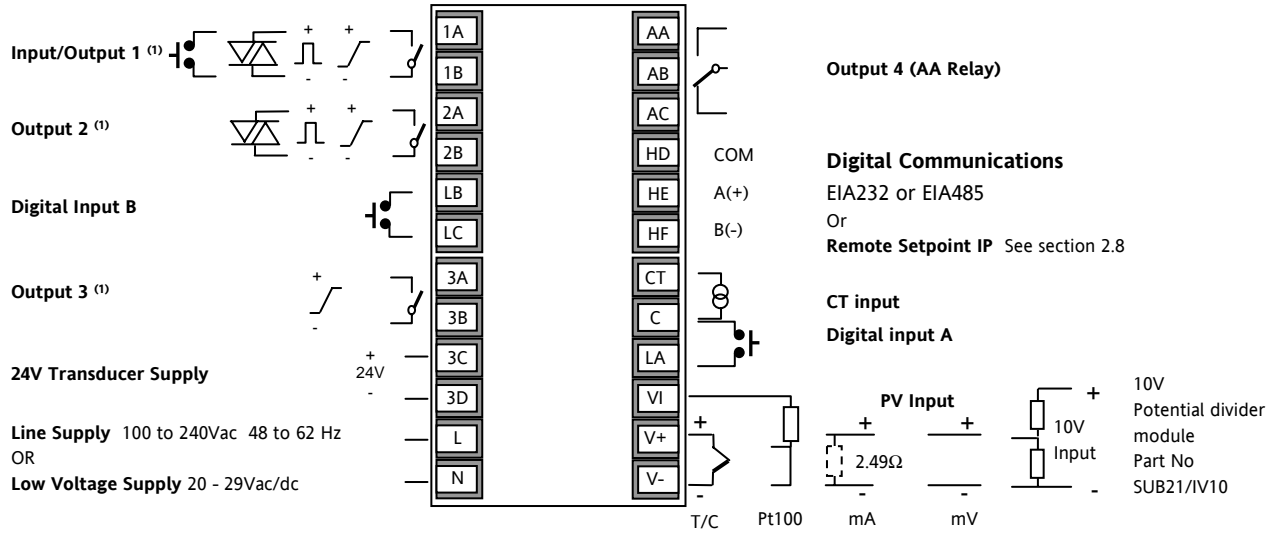 Input/Output 1 (1)
+ +
- -
Output 2 (1)
+ +
- -
Digital Input B
Output 3 (1)
+
-
24V Transducer Supply
+
24V
-
Line Supply 100 to 240Vac 48 to 62 Hz
OR
Low Voltage Supply 20 - 29Vac/dc
1A
1B
2A
2B
LB
LC
3A
3B
3C
3D
L
N
AA
AB
AC
HD
HE
HF
CT
C
LA
VI
V+
V-
Output 4 (AA Relay)
COM
A(+)
B(-)
Digital Communications
EIA232 or EIA485
Or
Remote Setpoint IP See section 2.8
CT input
Digital input A
PV Input
+
-
T/C
Pt100
+
2.49Ω
-
mA
+
-
mV
+
10V
Input
-
10V
Potential divider
module
Part No
SUB21/IV10